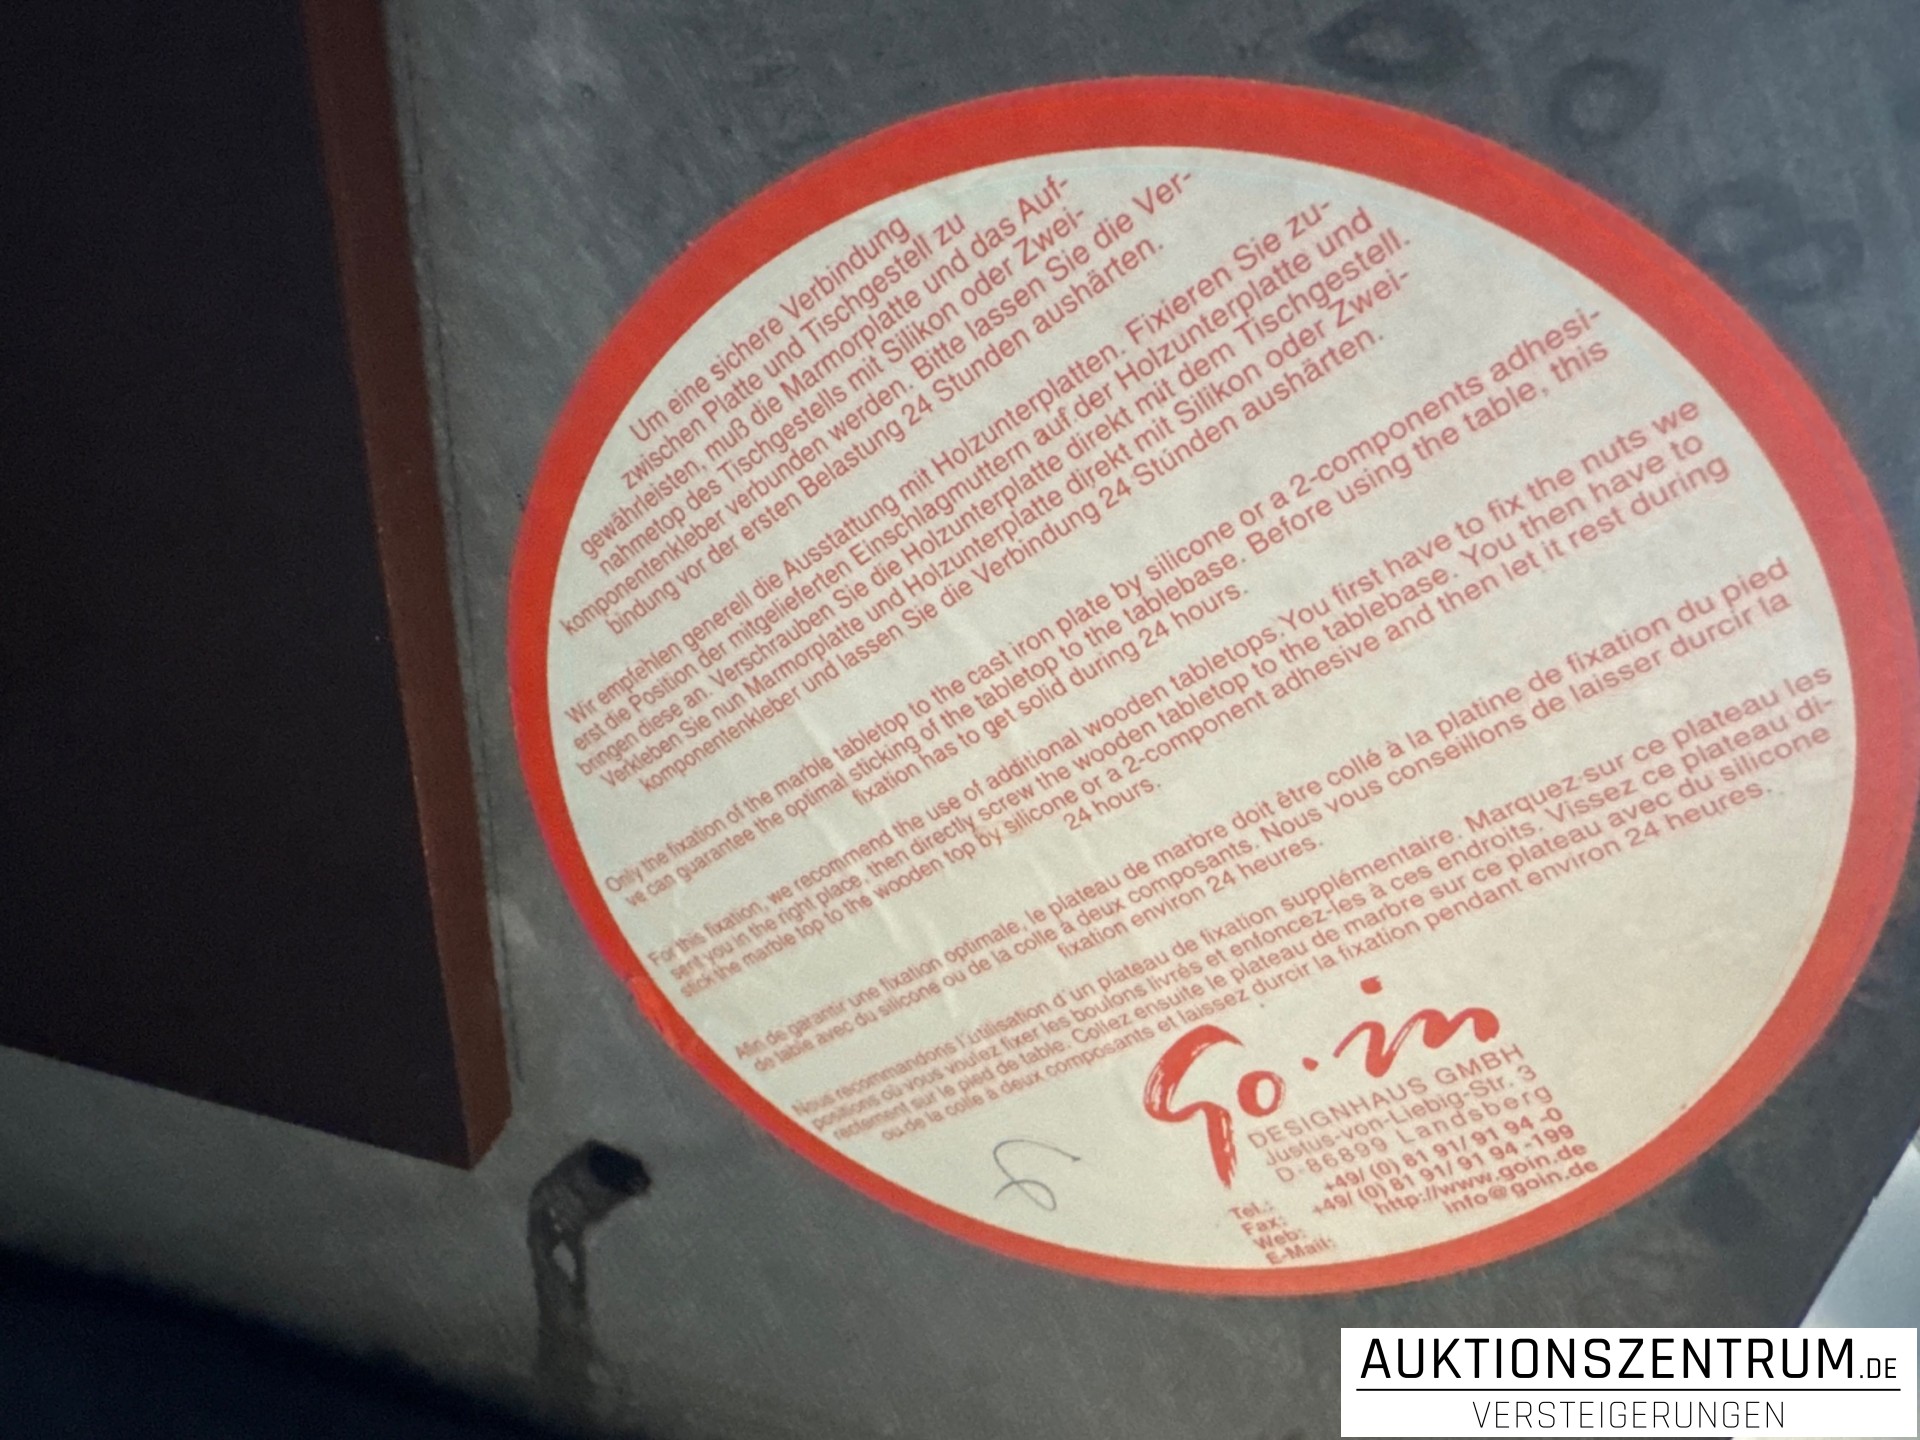 Um eine sichere Verbindung
zwischen Platte und Tischgestell zu
gewährleisten, muß die Marmorplatte und das Auf-
nahmetop des Tischgestells mit Silikon oder Zwei-
komponentenkleber verbunden werden. Bitte lassen Sie die Ver-
bindung vor der ersten Belastung 24 Stunden aushärten.
Wir empfehlen generell die Ausstattung mit Holzunterplatten. Fixieren Sie zu-
erst die Position der mitgelieferten Einschlagmuttern auf der Holzunterplatte und
bringen diese an. Verschrauben Sie die Holzunterplatte direkt mit dem Tischgestell.
Verkleben Sie nun Marmorplatte und Holzunterplatte direkt mit Silikon oder Zwei-
komponentenkleber und lassen Sie die Verbindung 24 Stunden aushärten.
Only the fixation of the marble tabletop to the cast iron plate by silicone or a 2-components adhesi-
ve can guarantee the optimal sticking of the tabletop to the tablebase. Before using the table, this
fixation has to get solid during 24 hours.
For this fixation, we recommend the use of additional wooden tabletops. You first have to fix the nuts we
sent you in the right place, then directly screw the wooden tabletop to the tablebase. You then have to
stick the marble top to the wooden top by silicone or a 2-component adhesive and then let it rest during
24 hours.
Afin de garantir une fixation optimale, le plateau de marbre doit être collé à la platine de fixation du pied
de table avec du silicone ou de la colle à deux composants. Nous vous conseillons de laisser durcir la
fixation environ 24 heures.
Nous recommandons l'utilisation d'un plateau de fixation supplémentaire. Marquez-sur ce plateau les
positions où vous voulez fixer les boulons livrés et enfoncez-les à ces endroits. Vissez ce plateau di-
rectement sur le pied de table. Collez ensuite le plateau de marbre sur ce plateau avec du silicone
ou de la colle à deux composants et laissez durcir la fixation pendant environ 24 heures.
Go·in
DESIGNHAUS GMBH
Justus-von-Liebig-Str. 3
D-86899 Landsberg
Tel.: +49/ (0) 81 91/ 91 94 -0
Fax: +49/ (0) 81 91/ 91 94 -199
Web: http://www.goin.de
E-Mail: info@goin.de
AUKTIONSZENTRUM.DE
VERSTEIGERUNGEN